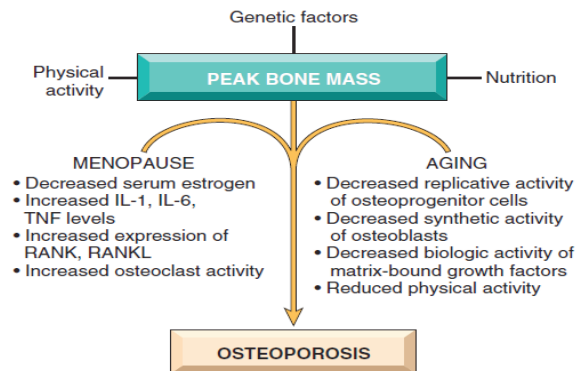 Genetic factors
Physical
activity
PEAK BONE MASS
Nutrition
MENOPAUSE
• Decreased serum estrogen
• Increased IL-1, IL-6,
TNF levels
• Increased expression of
RANK, RANKL
• Increased osteoclast activity
AGING
• Decreased replicative activity
of osteoprogenitor cells
• Decreased synthetic activity
of osteoblasts
• Decreased biologic activity of
matrix-bound growth factors
• Reduced physical activity
OSTEOPOROSIS